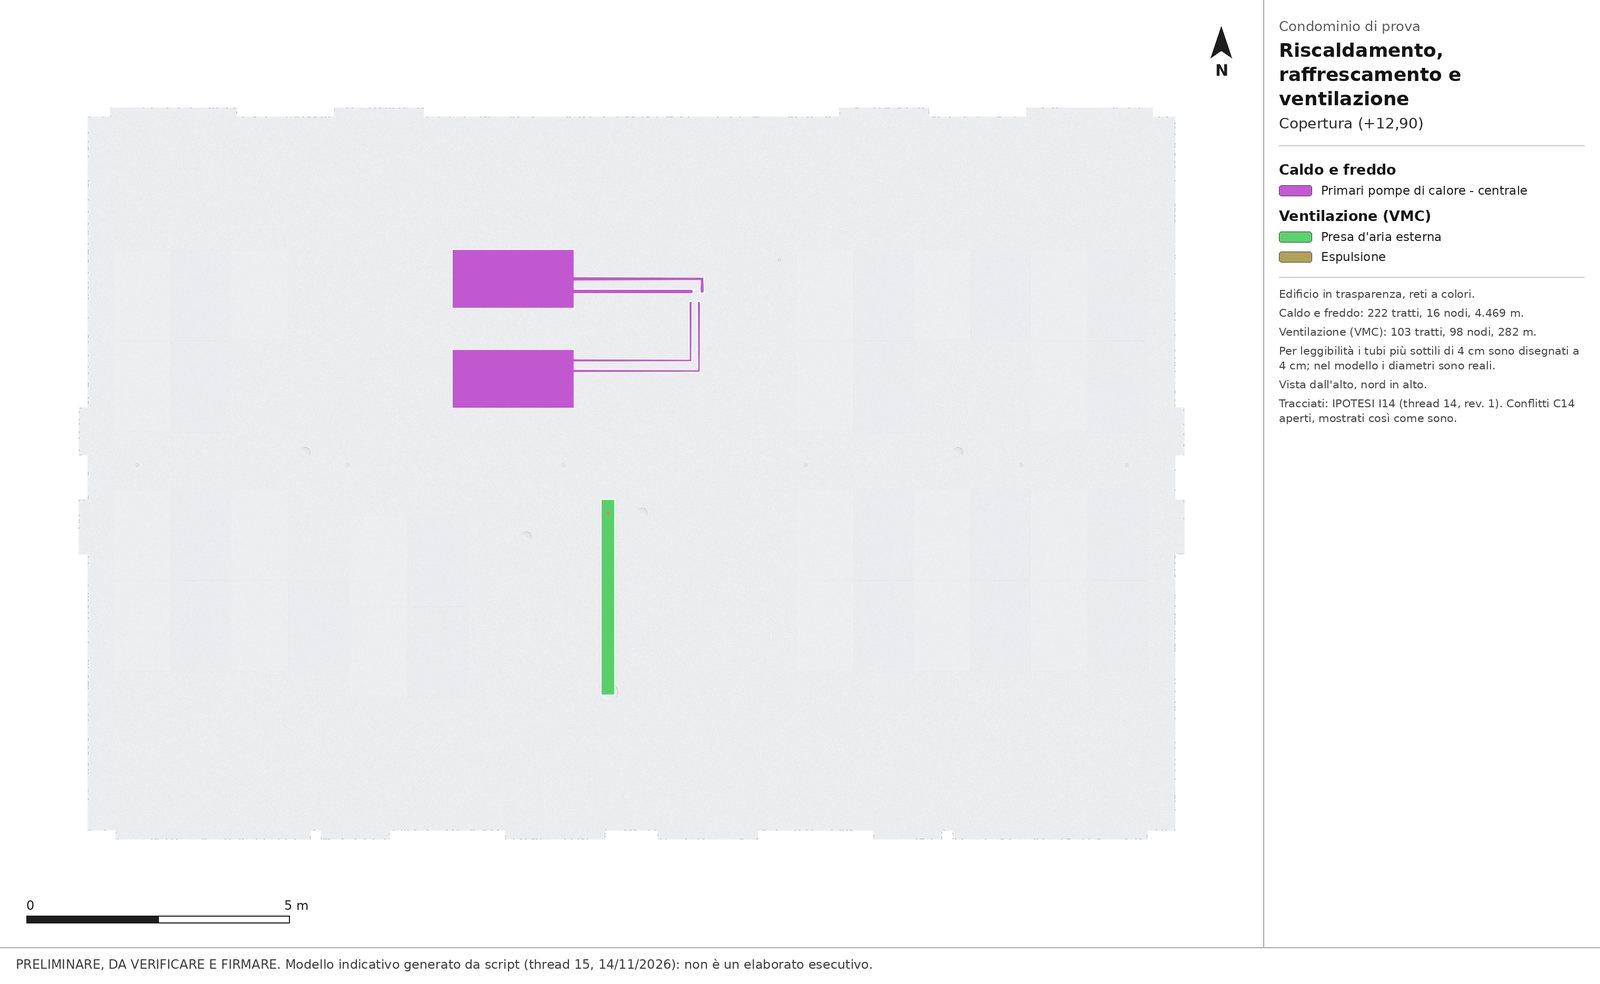 N
Condominio di prova
Riscaldamento,
raffrescamento e
ventilazione
Copertura (+12,90)
Caldo e freddo
Primari pompe di calore - centrale
Ventilazione (VMC)
Presa d'aria esterna
Espulsione
Edificio in trasparenza, reti a colori.
Caldo e freddo: 222 tratti, 16 nodi, 4.469 m.
Ventilazione (VMC): 103 tratti, 98 nodi, 282 m.
Per leggibilità i tubi più sottili di 4 cm sono disegnati a
4 cm; nel modello i diametri sono reali.
Vista dall'alto, nord in alto.
Tracciati: IPOTESI I14 (thread 14, rev. 1). Conflitti C14
aperti, mostrati così come sono.
0 5 m
PRELIMINARE, DA VERIFICARE E FIRMARE. Modello indicativo generato da script (thread 15, 14/11/2026): non è un elaborato esecutivo.